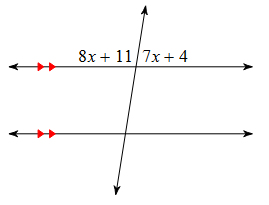 8x + 11 7x + 4